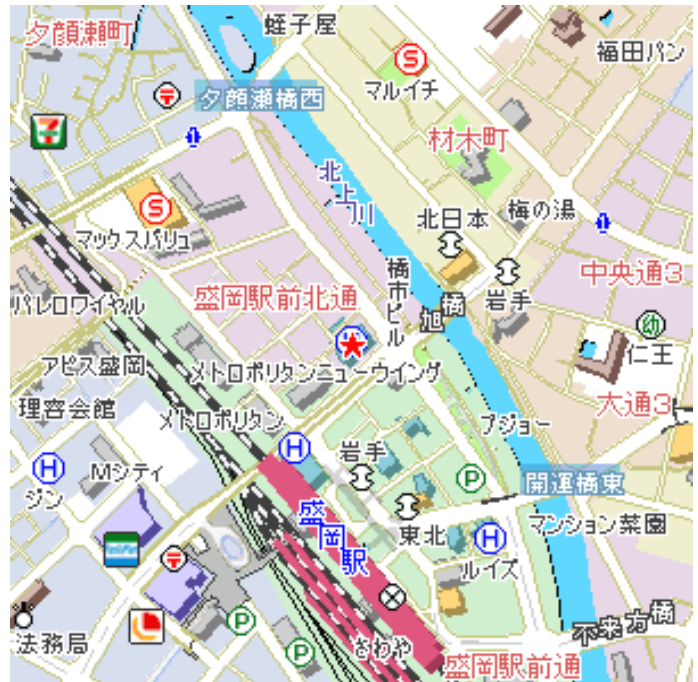 夕顔瀬町
蛭子屋
福田パン
マルイチ
夕顔瀬橋西
材木町
北上川
マックスバリュ
北日本
梅の湯
中央通3
盛岡駅前北通
橋市ビル
旭橋
岩手
パレロワイヤル
仁王
アピス盛岡
メトロポリタンニューウイング
大通3
理容会館
メトロポリタン
プジョー
岩手
Mシティ
ジン
開運橋東
盛岡駅
東北
マンション菜園
ルイズ
法務局
さわや
不来方橋
盛岡駅前通
S
S
幼
H
H
H
P
P
P